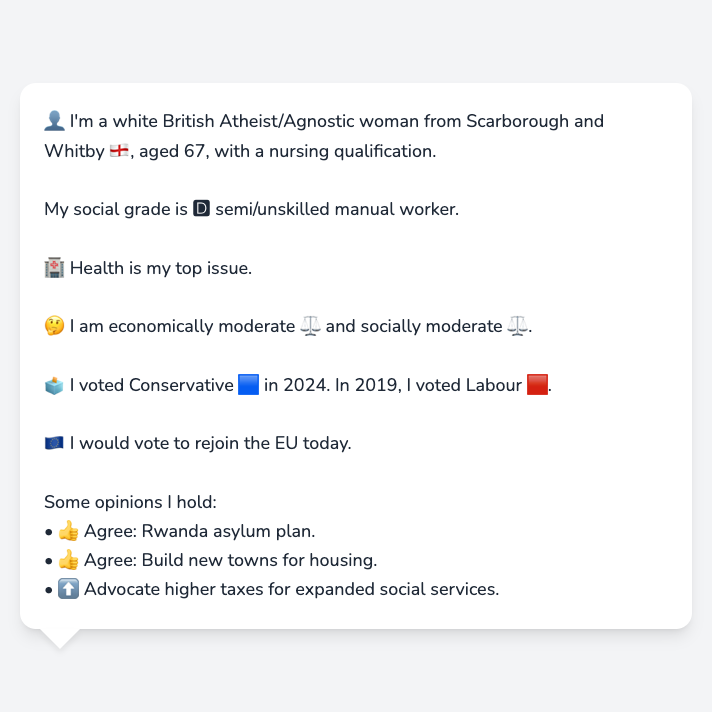 👤 I'm a white British Atheist/Agnostic woman from Scarborough and
Whitby 🏴󠁧󠁢󠁥󠁮󠁧󠁿, aged 67, with a nursing qualification.
My social grade is 🅳 semi/unskilled manual worker.
🏥 Health is my top issue.
🤔 I am economically moderate ⚖️ and socially moderate ⚖️.
🗳️ I voted Conservative 🟦 in 2024. In 2019, I voted Labour 🟥.
🇪🇺 I would vote to rejoin the EU today.
Some opinions I hold:
• 👍 Agree: Rwanda asylum plan.
• 👍 Agree: Build new towns for housing.
• ⬆️ Advocate higher taxes for expanded social services.